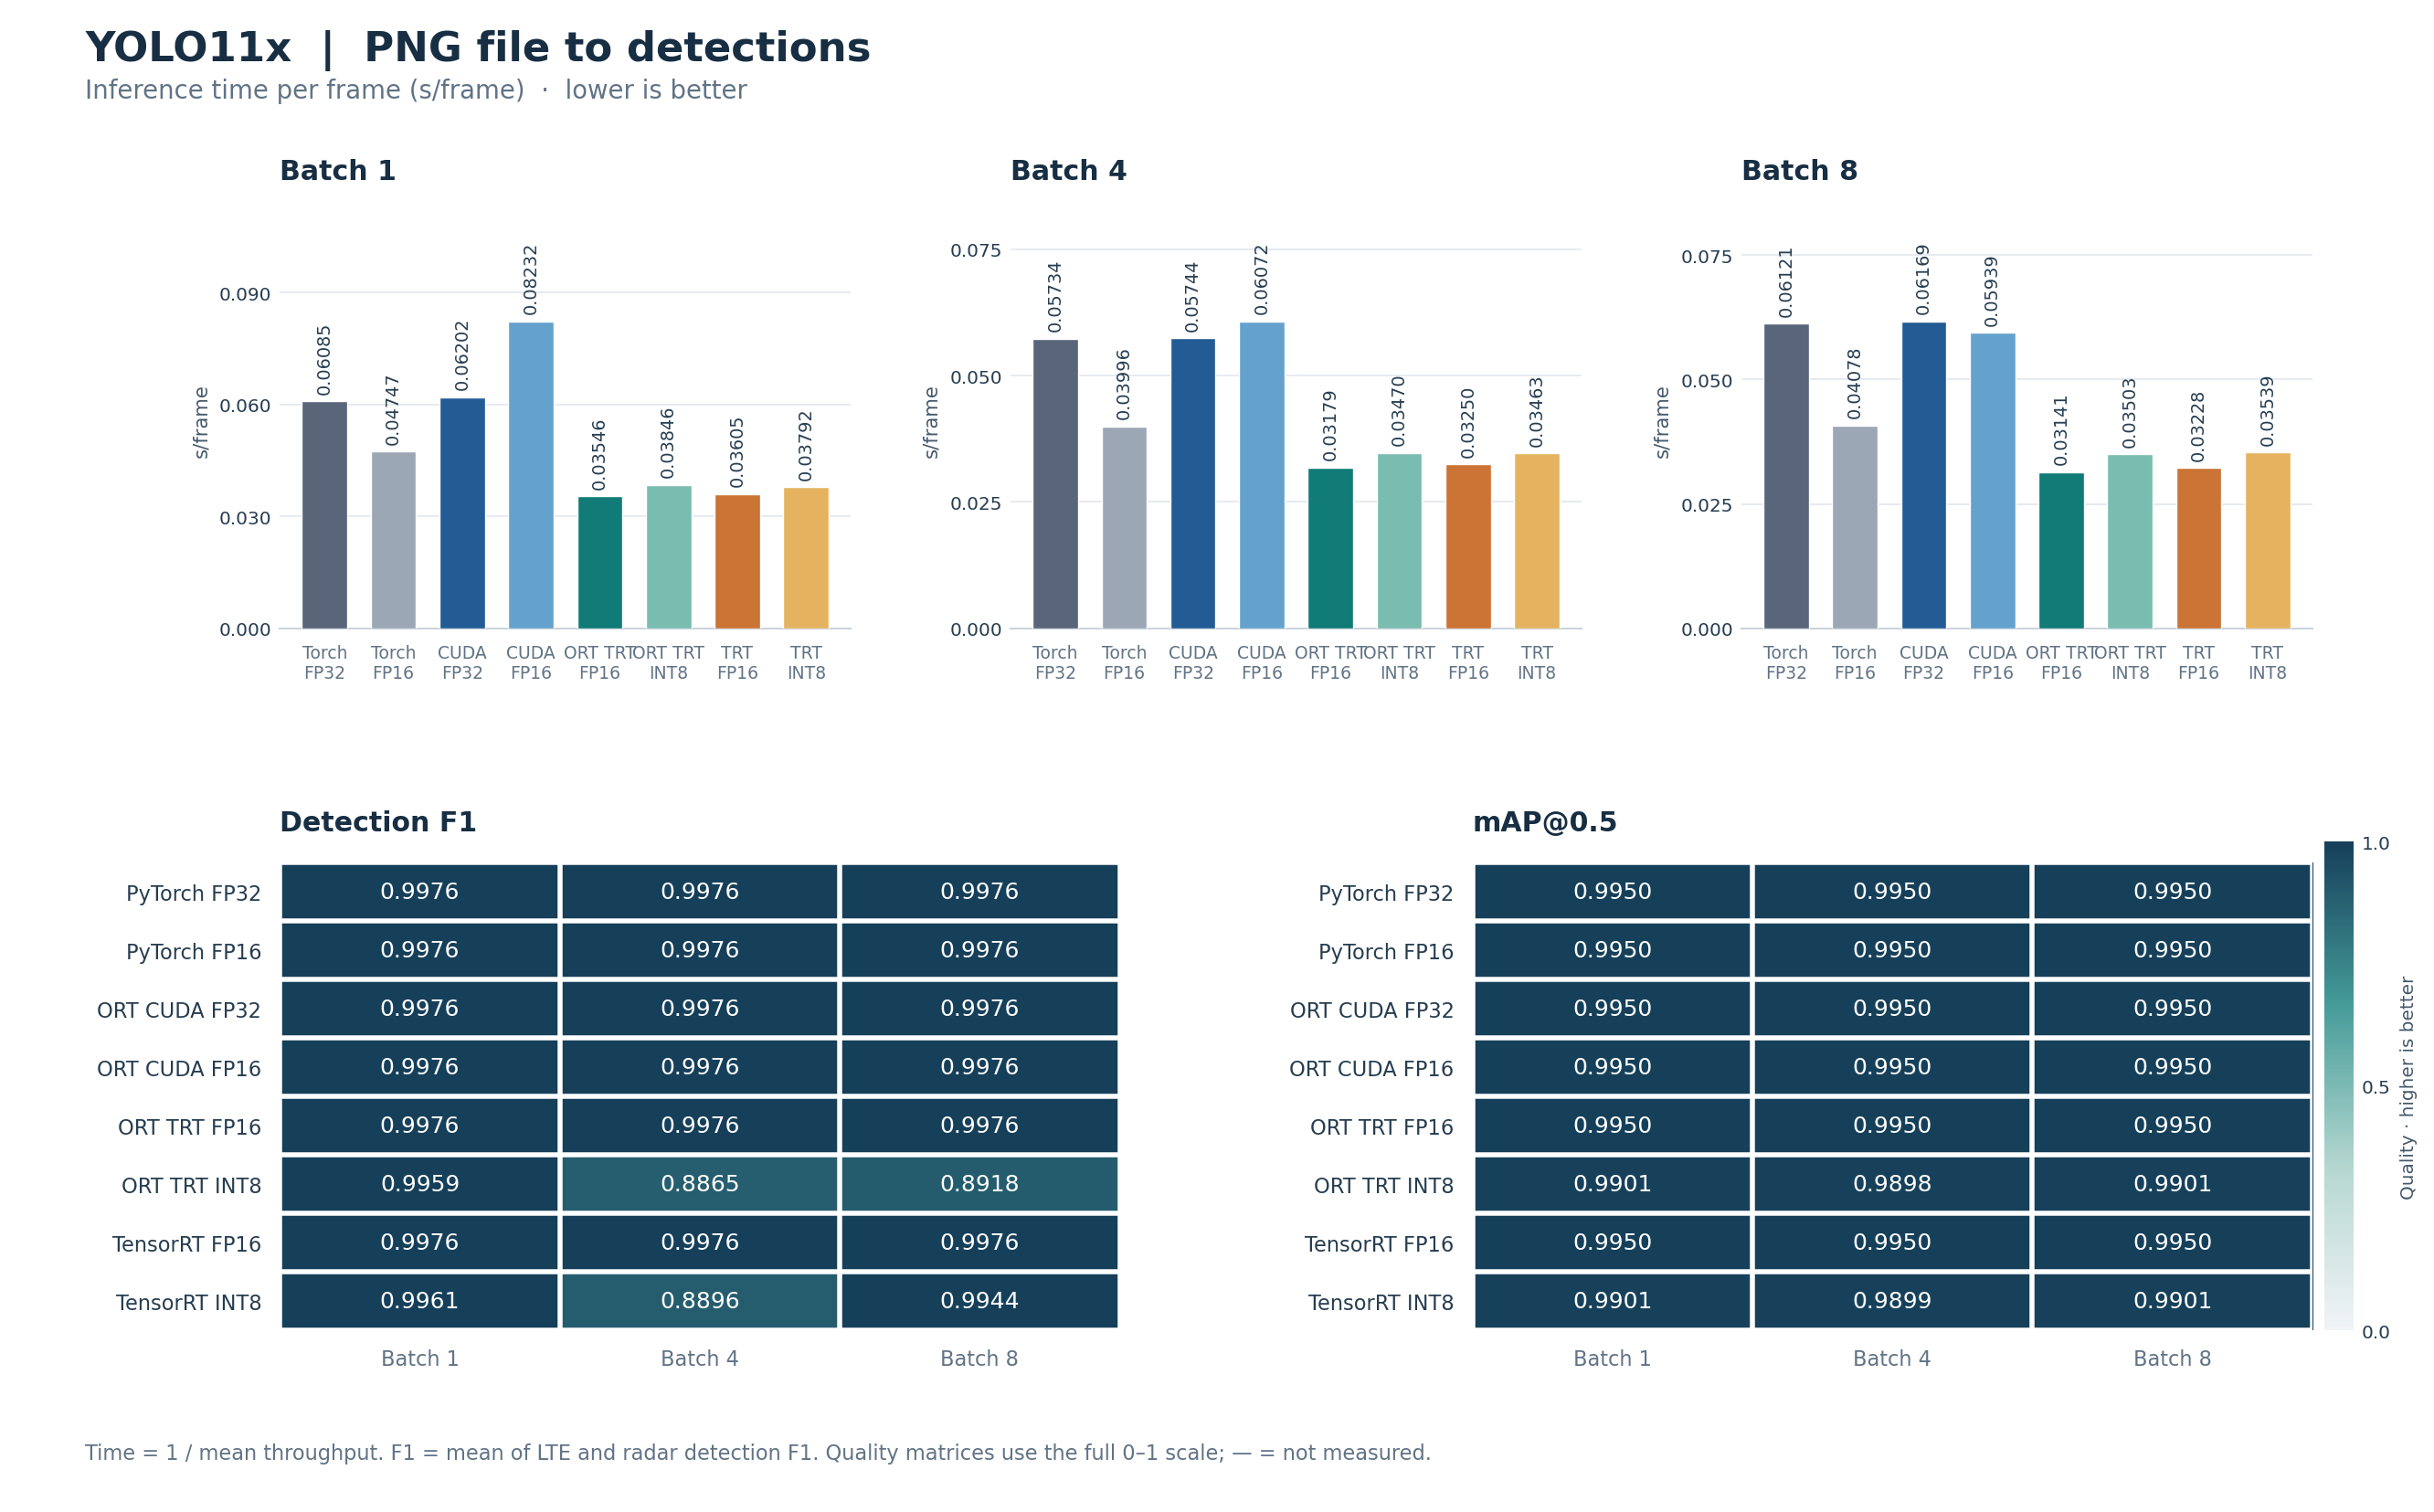 YOLO11x | PNG file to detections
Inference time per frame (s/frame) · lower is better
Batch 1
s/frame
0.090
0.060
0.030
0.000
0.06085
0.04747
0.06202
0.08232
0.03546
0.03846
0.03605
0.03792
Torch FP32
Torch FP16
CUDA FP32
CUDA FP16
ORT TRT FP16
ORT TRT INT8
TRT FP16
TRT INT8
Batch 4
s/frame
0.075
0.050
0.025
0.000
0.05734
0.03996
0.05744
0.06072
0.03179
0.03470
0.03250
0.03463
Torch FP32
Torch FP16
CUDA FP32
CUDA FP16
ORT TRT FP16
ORT TRT INT8
TRT FP16
TRT INT8
Batch 8
s/frame
0.075
0.050
0.025
0.000
0.06121
0.04078
0.06169
0.05939
0.03141
0.03503
0.03228
0.03539
Torch FP32
Torch FP16
CUDA FP32
CUDA FP16
ORT TRT FP16
ORT TRT INT8
TRT FP16
TRT INT8
Detection F1
PyTorch FP32 0.9976 0.9976 0.9976
PyTorch FP16 0.9976 0.9976 0.9976
ORT CUDA FP32 0.9976 0.9976 0.9976
ORT CUDA FP16 0.9976 0.9976 0.9976
ORT TRT FP16 0.9976 0.9976 0.9976
ORT TRT INT8 0.9959 0.8865 0.8918
TensorRT FP16 0.9976 0.9976 0.9976
TensorRT INT8 0.9961 0.8896 0.9944
Batch 1 Batch 4 Batch 8
mAP@0.5
PyTorch FP32 0.9950 0.9950 0.9950
PyTorch FP16 0.9950 0.9950 0.9950
ORT CUDA FP32 0.9950 0.9950 0.9950
ORT CUDA FP16 0.9950 0.9950 0.9950
ORT TRT FP16 0.9950 0.9950 0.9950
ORT TRT INT8 0.9901 0.9898 0.9901
TensorRT FP16 0.9950 0.9950 0.9950
TensorRT INT8 0.9901 0.9899 0.9901
Batch 1 Batch 4 Batch 8
1.0
0.5
0.0
Quality · higher is better
Time = 1 / mean throughput. F1 = mean of LTE and radar detection F1. Quality matrices use the full 0–1 scale; — = not measured.